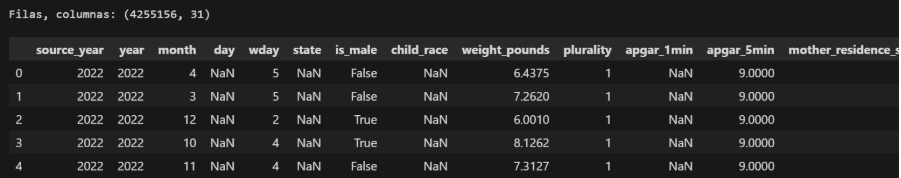 Filas, columnas: (4255156, 31)
source_year year month day wday state is_male child_race weight_pounds plurality apgar_1min apgar_5min mother_residence_s
0 2022 2022 4 NaN 5 NaN False NaN 6.4375 1 NaN 9.0000
1 2022 2022 3 NaN 5 NaN False NaN 7.2620 1 NaN 9.0000
2 2022 2022 12 NaN 2 NaN True NaN 6.0010 1 NaN 9.0000
3 2022 2022 10 NaN 4 NaN True NaN 8.1262 1 NaN 9.0000
4 2022 2022 11 NaN 4 NaN False NaN 7.3127 1 NaN 9.0000